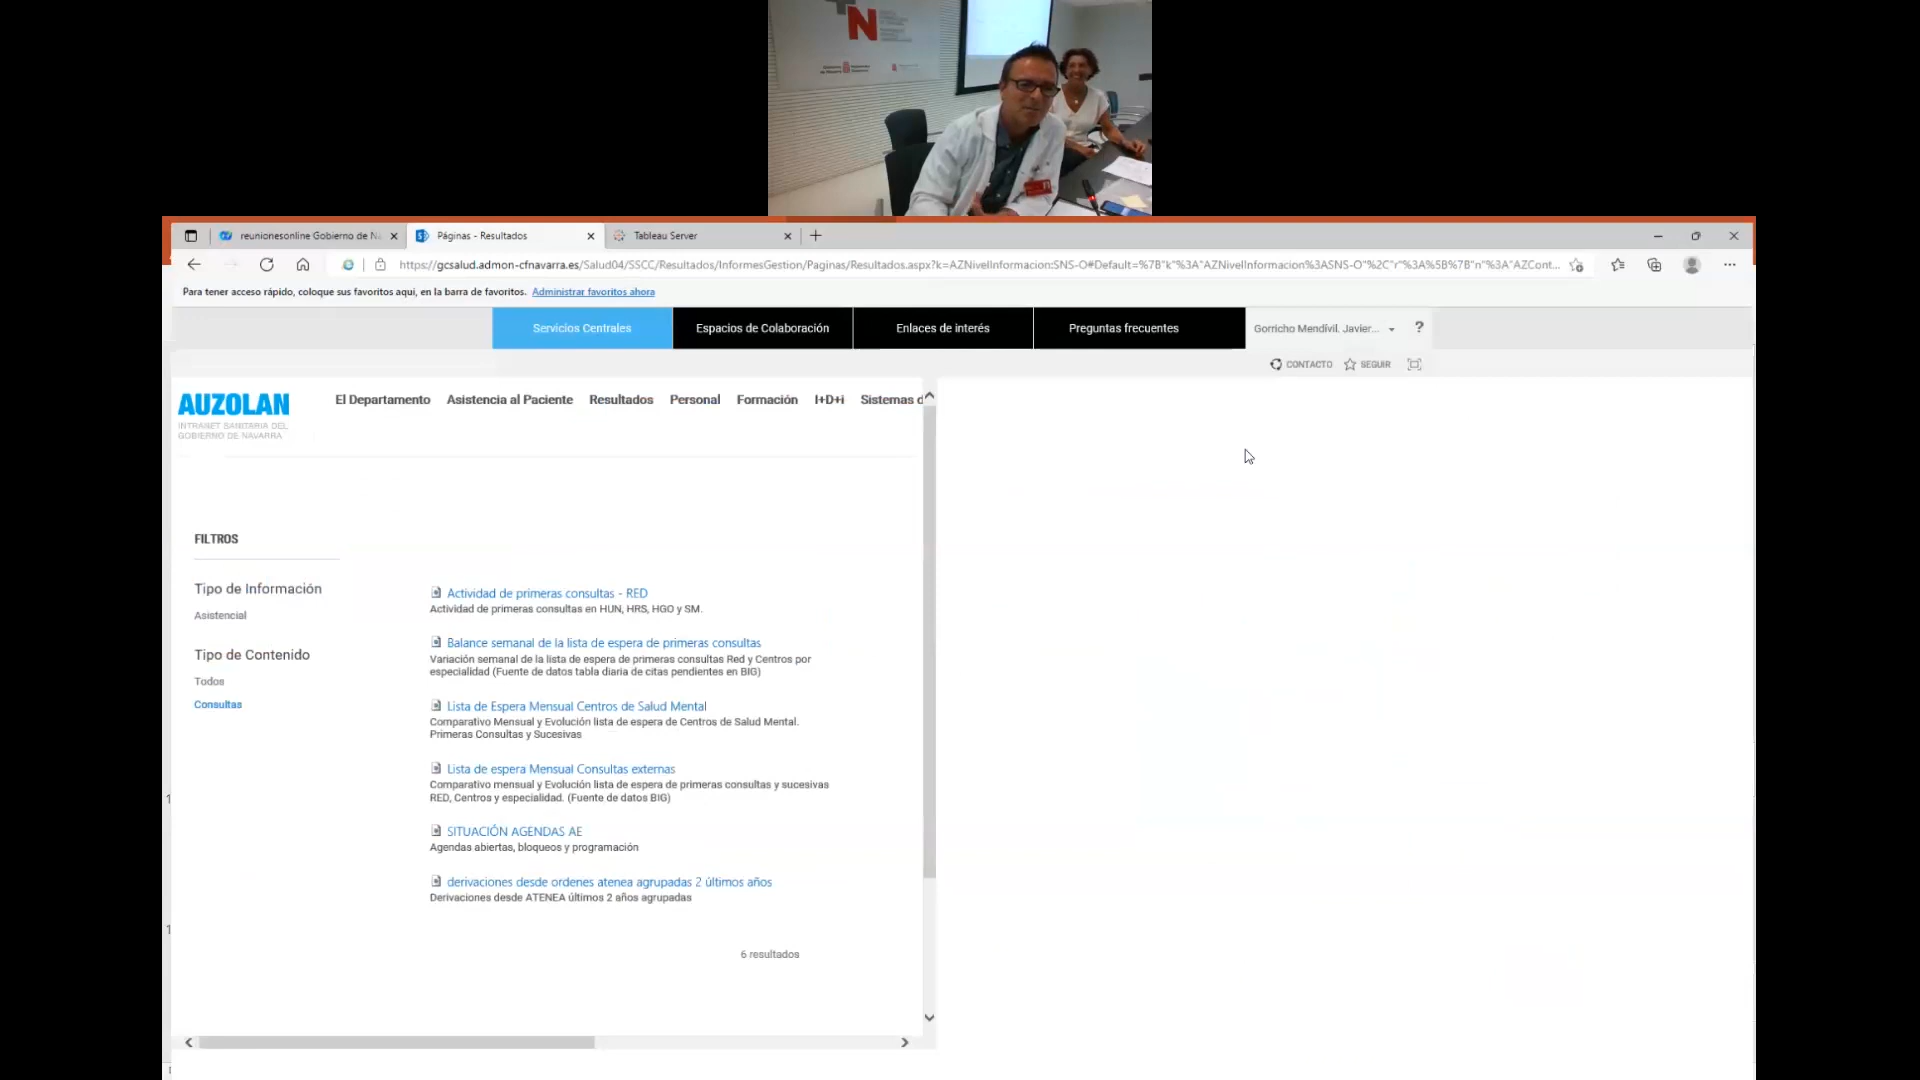 N
reunionesonline Gobierno de N
Páginas - Resultados
Tableau Server
https://gcsalud.admon-cfnavarra.es/Salud04/SSCC/Resultados/InformesGestion/Paginas/Resultados.aspx?k=AZNivelInformacion:SNS-O#Default=%7B"k"%3A"AZNivelInformacion%3ASNS-O"%2C"r"%3A%5B%7B"n"%3A"AZCont...
Para tener acceso rápido, coloque sus favoritos aquí, en la barra de favoritos. Administrar favoritos ahora
Servicios Centrales
Espacios de Colaboración
Enlaces de interés
Preguntas frecuentes
Gorricho Mendívil. Javier...
?
CONTACTO
SEGUIR
AUZOLAN
INTRANET SANITARIA DEL
GOBIERNO DE NAVARRA
El Departamento
Asistencia al Paciente
Resultados
Personal
Formación
I+D+i
Sistemas d
FILTROS
Tipo de Información
Asistencial
Tipo de Contenido
Todos
Consultas
Actividad de primeras consultas - RED
Actividad de primeras consultas en HUN, HRS, HGO y SM.
Balance semanal de la lista de espera de primeras consultas
Variación semanal de la lista de espera de primeras consultas Red y Centros por
especialidad (Fuente de datos tabla diaria de citas pendientes en BIG)
Lista de Espera Mensual Centros de Salud Mental
Comparativo Mensual y Evolución lista de espera de Centros de Salud Mental.
Primeras Consultas y Sucesivas
Lista de espera Mensual Consultas externas
Comparativo mensual y Evolución lista de espera de primeras consultas y sucesivas
RED, Centros y especialidad. (Fuente de datos BIG)
SITUACIÓN AGENDAS AE
Agendas abiertas, bloqueos y programación
derivaciones desde ordenes atenea agrupadas 2 últimos años
Derivaciones desde ATENEA últimos 2 años agrupadas
6 resultados